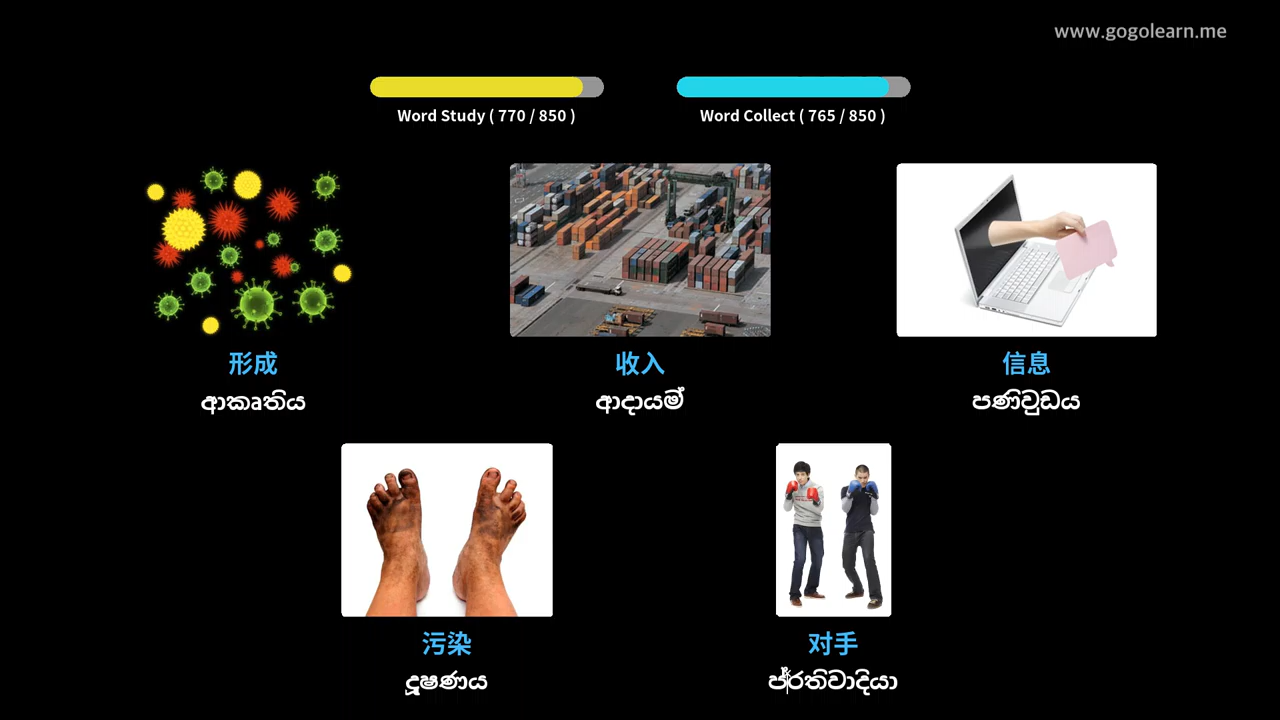 www.gogolearn.me
Word Study ( 770 / 850 )
Word Collect ( 765 / 850 )
形成
ආකෘතිය
收入
ආදායම්
信息
පණිවුඩය
污染
දූෂණය
对手
ප්රතිවාදියා